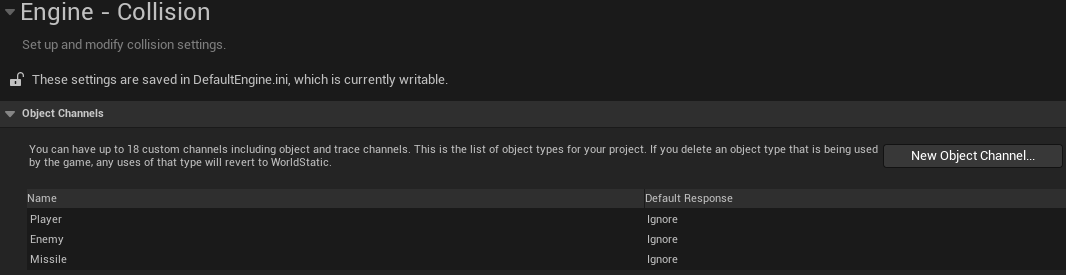 Engine - Collision
Set up and modify collision settings.
These settings are saved in DefaultEngine.ini, which is currently writable.
Object Channels
You can have up to 18 custom channels including object and trace channels. This is the list of object types for your project. If you delete an object type that is being used
by the game, any uses of that type will revert to WorldStatic.
New Object Channel...
Name Default Response
Player Ignore
Enemy Ignore
Missile Ignore